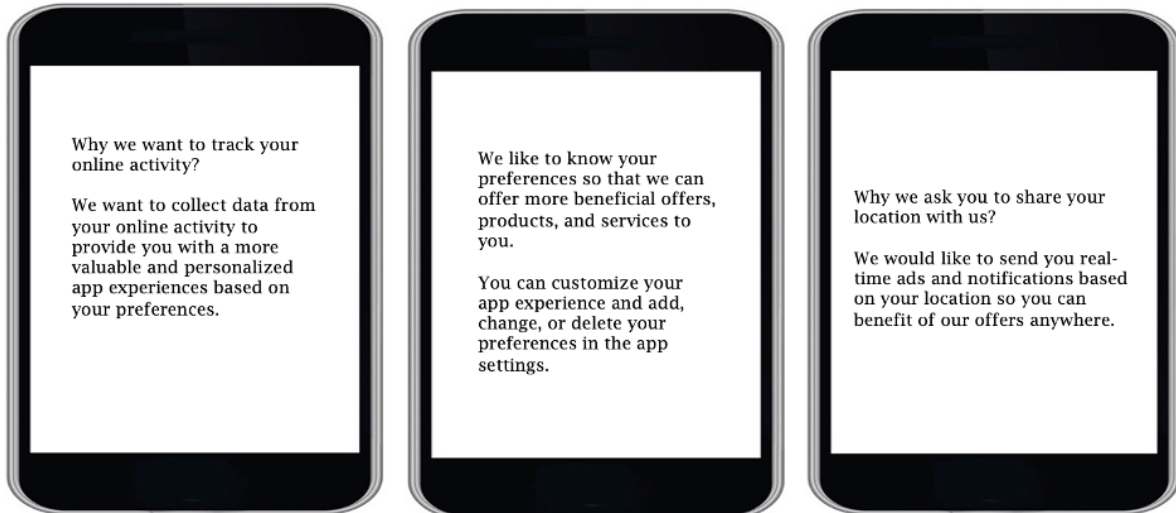 Why we want to track your
online activity?
We want to collect data from
your online activity to
provide you with a more
valuable and personalized
app experiences based on
your preferences.
We like to know your
preferences so that we can
offer more beneficial offers,
products, and services to
you.
You can customize your
app experience and add,
change, or delete your
preferences in the app
settings.
Why we ask you to share your
location with us?
We would like to send you real-
time ads and notifications based
on your location so you can
benefit of our offers anywhere.